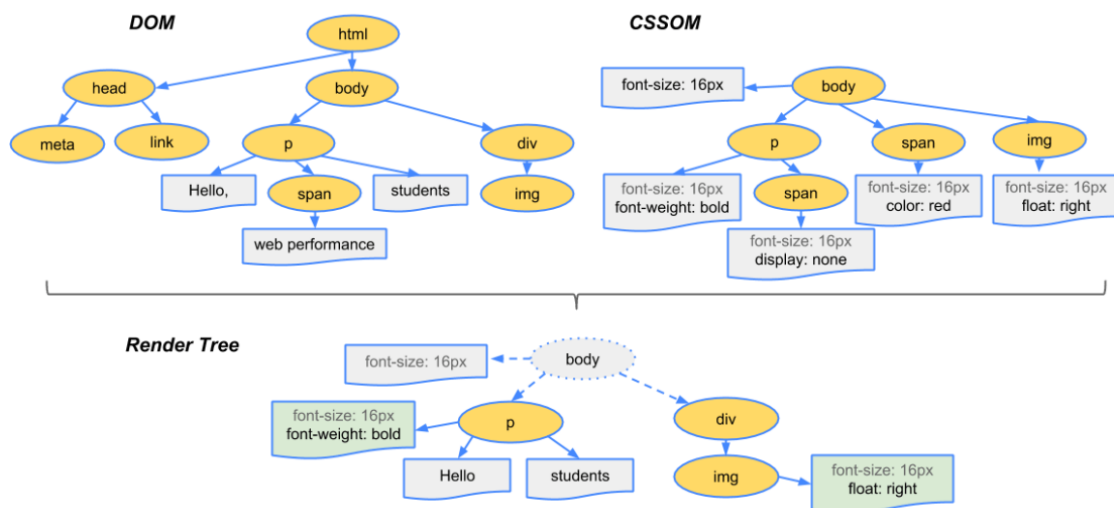 DOM
html
head
body
meta
link
p
div
Hello,
span
students
img
web performance
CSSOM
font-size: 16px
body
p
span
img
font-size: 16px
font-weight: bold
span
font-size: 16px
color: red
font-size: 16px
float: right
font-size: 16px
display: none
Render Tree
font-size: 16px
body
font-size: 16px
font-weight: bold
p
div
Hello
students
img
font-size: 16px
float: right